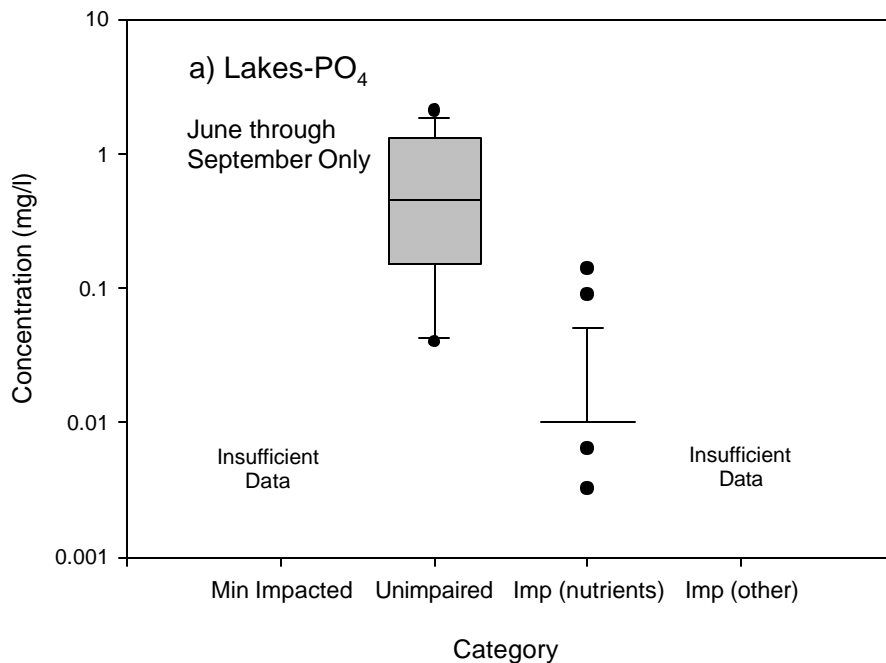 a) Lakes-PO4
June through
September Only
Concentration (mg/l)
10
1
0.1
0.01
0.001
Insufficient
Data
Insufficient
Data
Min Impacted
Unimpaired
Imp (nutrients)
Imp (other)
Category